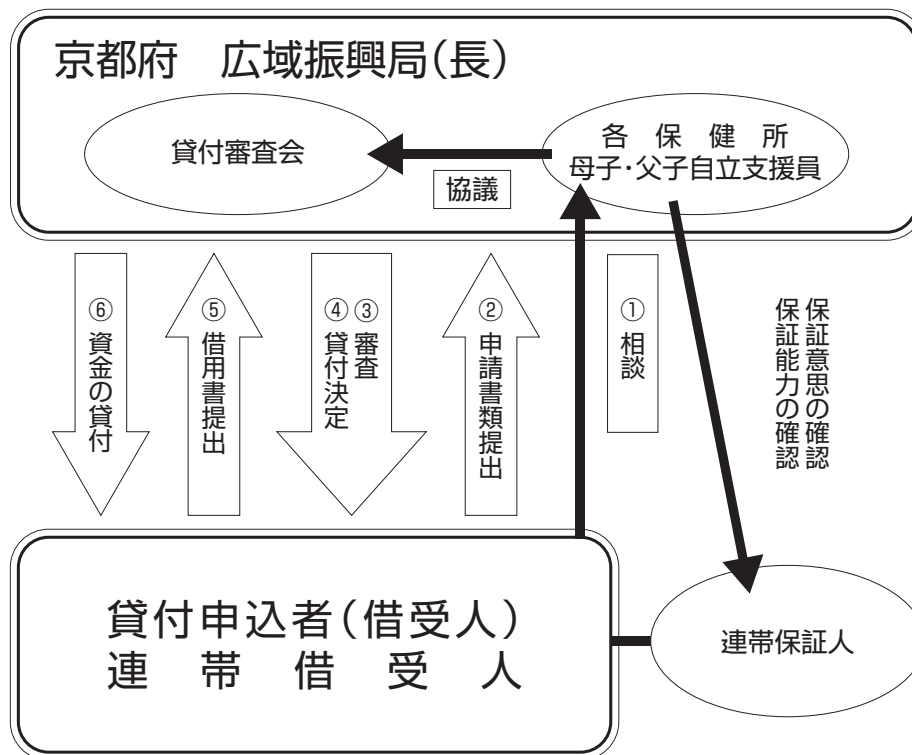 京都府　広域振興局（長）
貸付審査会
各保健所
母子・父子自立支援員
協議
⑥資金の貸付
⑤借用書提出
③審査
④貸付決定
②申請書類提出
①相談
保証意思の確認
保証能力の確認
貸付申込者（借受人）
連帯借受人
連帯保証人